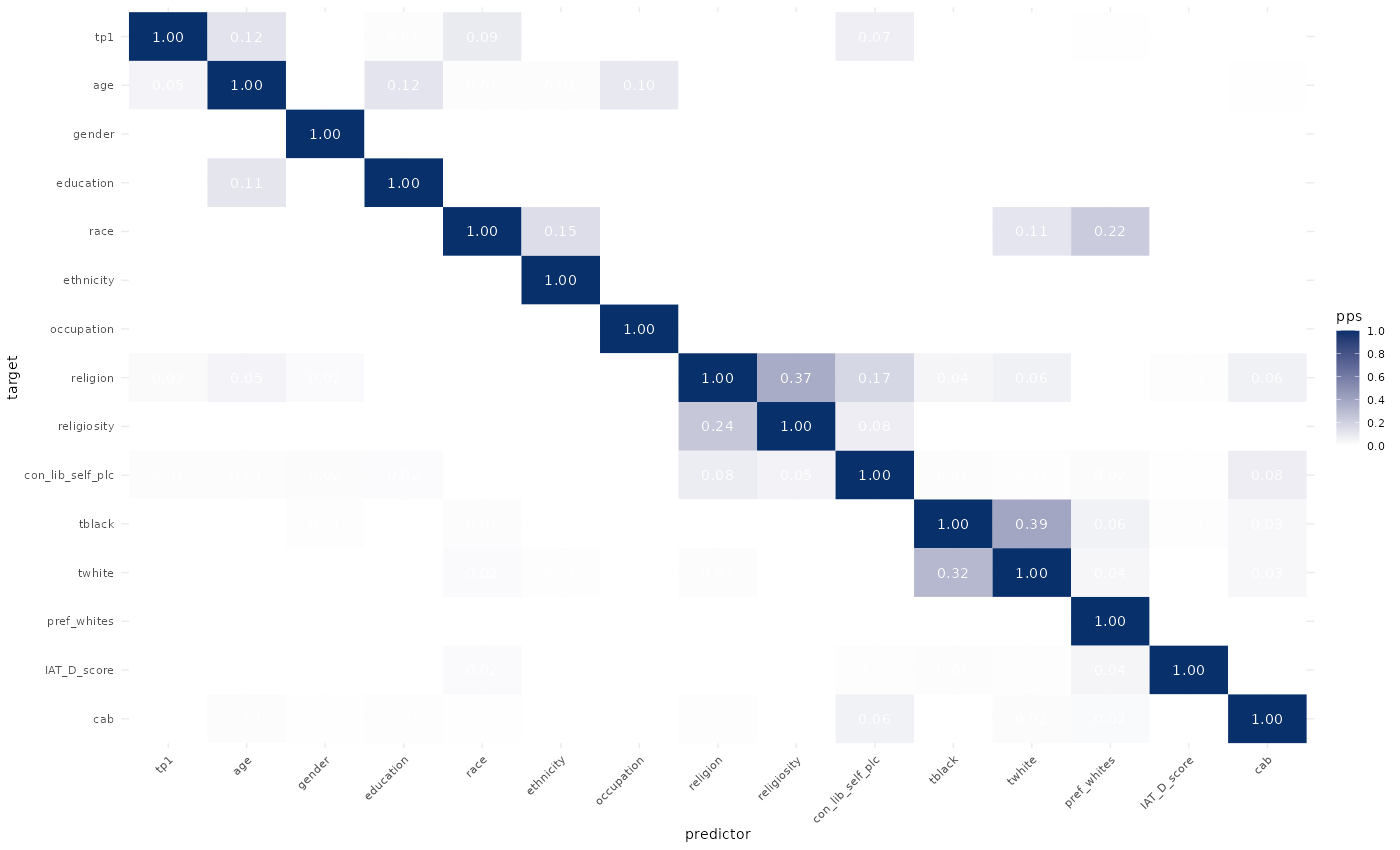 tp1 1.00 0.12 0.09 0.07
age 0.05 1.00 0.12 0.10
gender 1.00
education 0.11 1.00
race 1.00 0.15 0.11 0.22
ethnicity 1.00
occupation 1.00
religion 0.05 1.00 0.37 0.17 0.04 0.06 0.06
religiosity 0.24 1.00 0.08
con_lib_self_plc 0.08 0.05 1.00 0.08
tblack 1.00 0.39 0.06 0.03
twhite 0.02 0.32 1.00 0.04 0.03
pref_whites 1.00
IAT_D_score 0.02 0.04 1.00
cab 0.06 1.00
target
tp1
age
gender
education
race
ethnicity
occupation
religion
religiosity
con_lib_self_plc
tblack
twhite
pref_whites
IAT_D_score
cab
predictor
pps
1.0
0.8
0.6
0.4
0.2
0.0